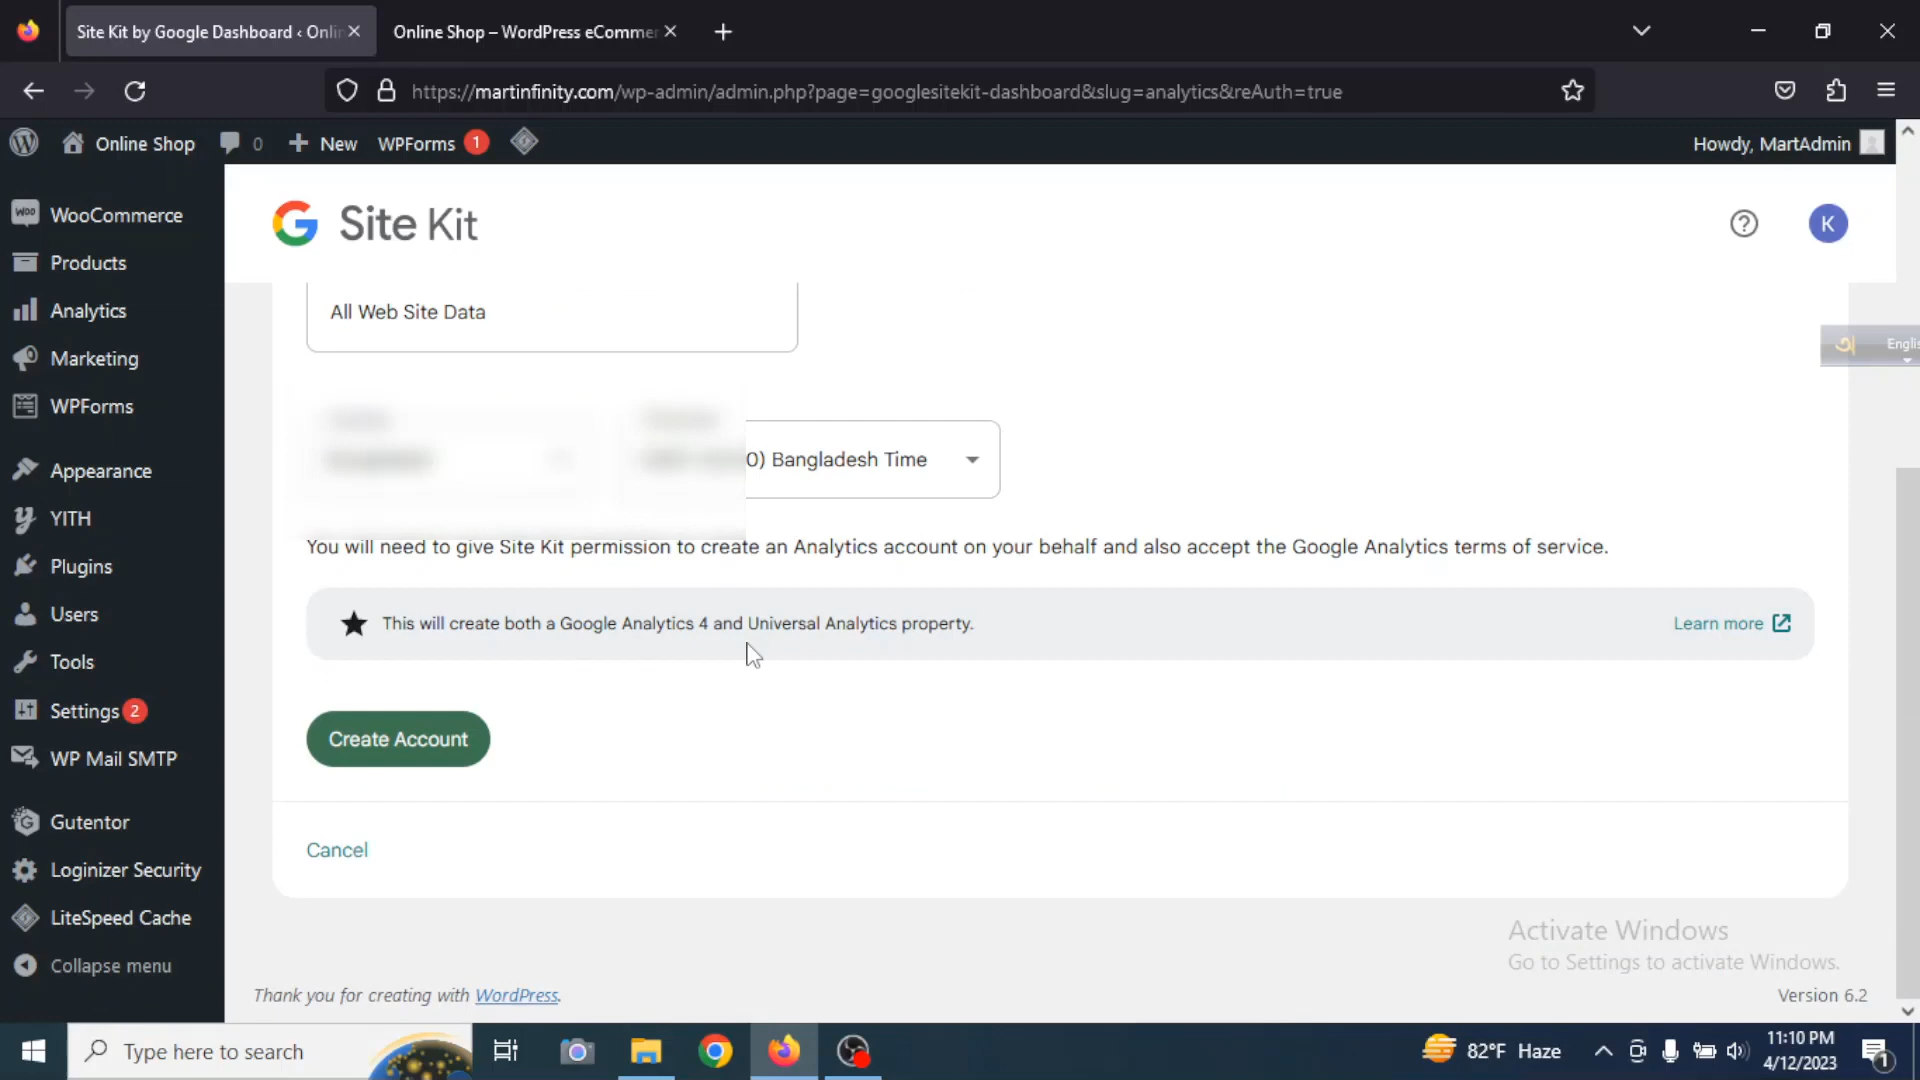 Site Kit by Google Dashboard ‹ Onli
Online Shop – WordPress eComme
https://martinfinity.com/wp-admin/admin.php?page=googlesitekit-dashboard&slug=analytics&reAuth=true
Online Shop
0
New
WPForms 1
Howdy, MartAdmin
WooCommerce
Products
Analytics
Marketing
WPForms
Appearance
YITH
Plugins
Users
Tools
Settings 2
WP Mail SMTP
Gutentor
Loginizer Security
LiteSpeed Cache
Collapse menu
G Site Kit
K
Englis
All Web Site Data
0) Bangladesh Time
You will need to give Site Kit permission to create an Analytics account on your behalf and also accept the Google Analytics terms of service.
This will create both a Google Analytics 4 and Universal Analytics property.
Learn more
Create Account
Cancel
Activate Windows
Go to Settings to activate Windows.
Thank you for creating with WordPress.
Version 6.2
Type here to search
82°F Haze
11:10 PM
4/12/2023
1